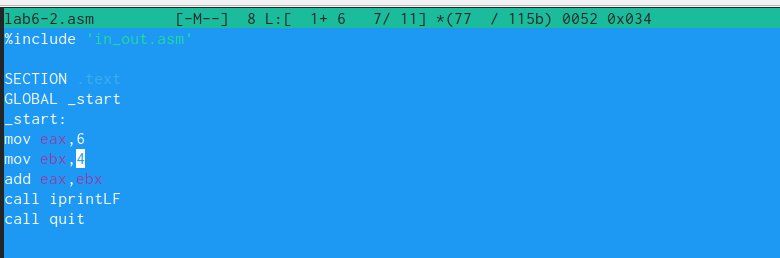 lab6-2.asm [-M--] 8 L:[ 1+ 6 7/ 11] *(77 / 115b) 0052 0x034
%include 'in_out.asm'
SECTION .text
GLOBAL _start
_start:
mov eax,6
mov ebx,4
add eax,ebx
call iprintLF
call quit